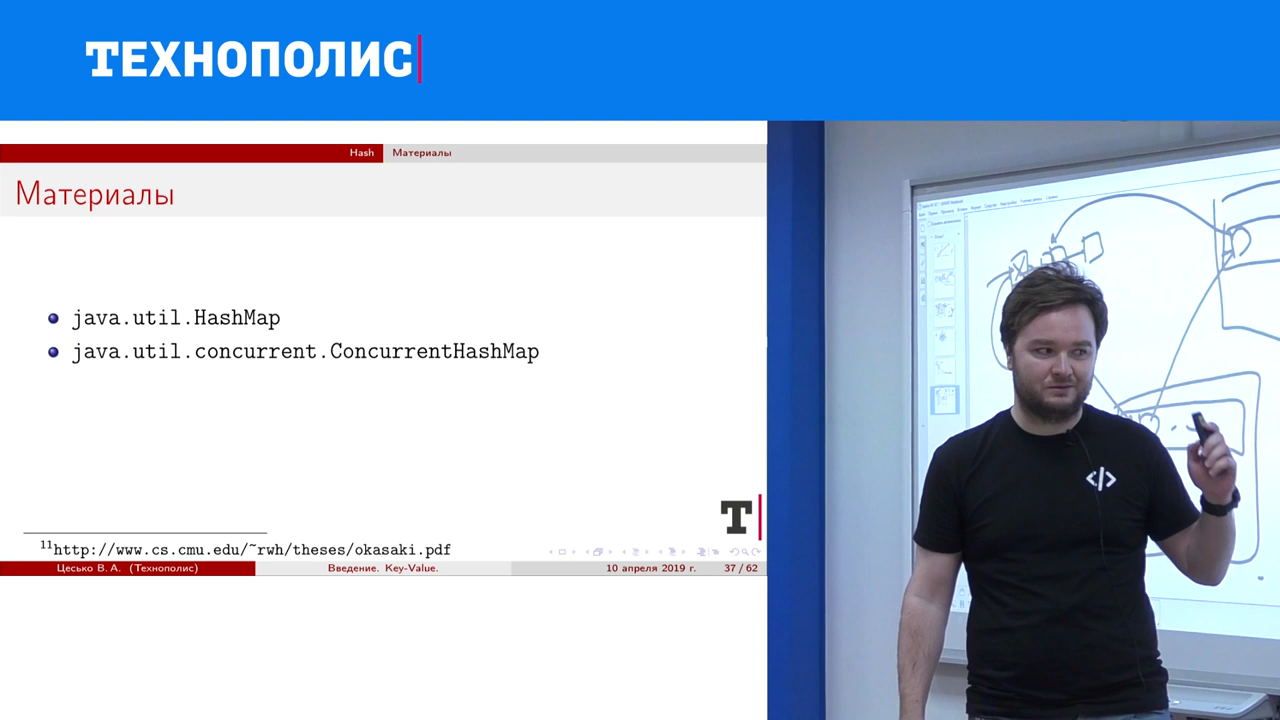 ТЕХНОПОЛИС
Hash Материалы
Материалы
java.util.HashMap
java.util.concurrent.ConcurrentHashMap
T
11http://www.cs.cmu.edu/~rwh/theses/okasaki.pdf
Цесько В. А. (Технополис) Введение. Key-Value. 10 апреля 2019 г. 37 / 62